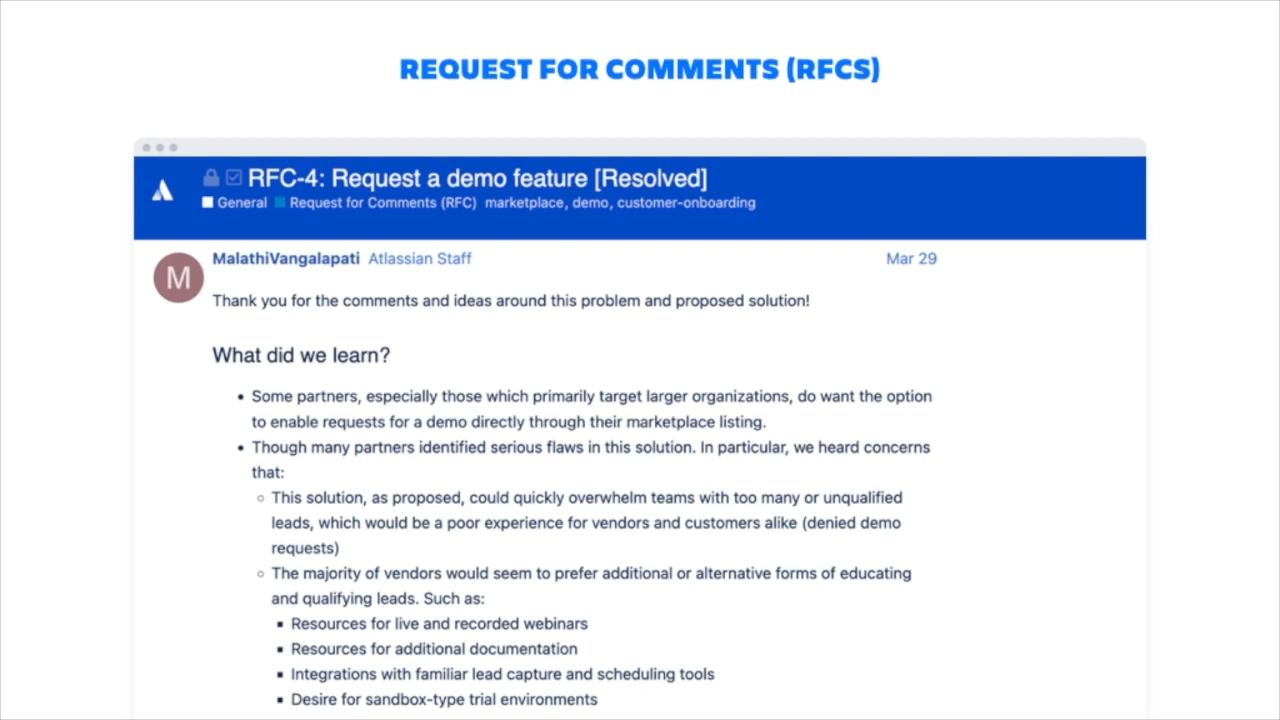 REQUEST FOR COMMENTS (RFCS)
RFC-4: Request a demo feature [Resolved]
General Request for Comments (RFC) marketplace, demo, customer-onboarding
M
MalathiVangalapati Atlassian Staff Mar 29
Thank you for the comments and ideas around this problem and proposed solution!
What did we learn?
• Some partners, especially those which primarily target larger organizations, do want the option
to enable requests for a demo directly through their marketplace listing.
• Though many partners identified serious flaws in this solution. In particular, we heard concerns
that:
◦ This solution, as proposed, could quickly overwhelm teams with too many or unqualified
leads, which would be a poor experience for vendors and customers alike (denied demo
requests)
◦ The majority of vendors would seem to prefer additional or alternative forms of educating
and qualifying leads. Such as:
▪ Resources for live and recorded webinars
▪ Resources for additional documentation
▪ Integrations with familiar lead capture and scheduling tools
▪ Desire for sandbox-type trial environments